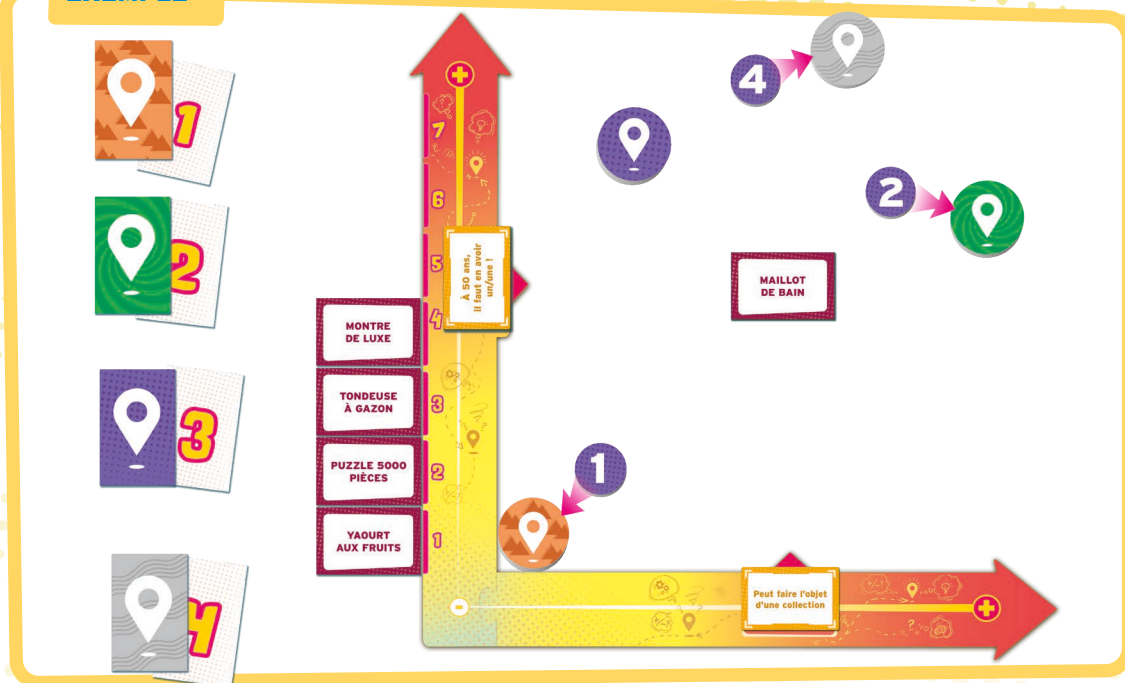 EXEMPLE
1
2
3
4
7
6
5
4
3
2
1
À 50 ans,
il faut en avoir
un/une !
MONTRE
DE LUXE
TONDEUSE
À GAZON
PUZZLE 5000
PIÈCES
YAOURT
AUX FRUITS
4
2
MAILLOT
DE BAIN
1
Peut faire l'objet
d'une collection